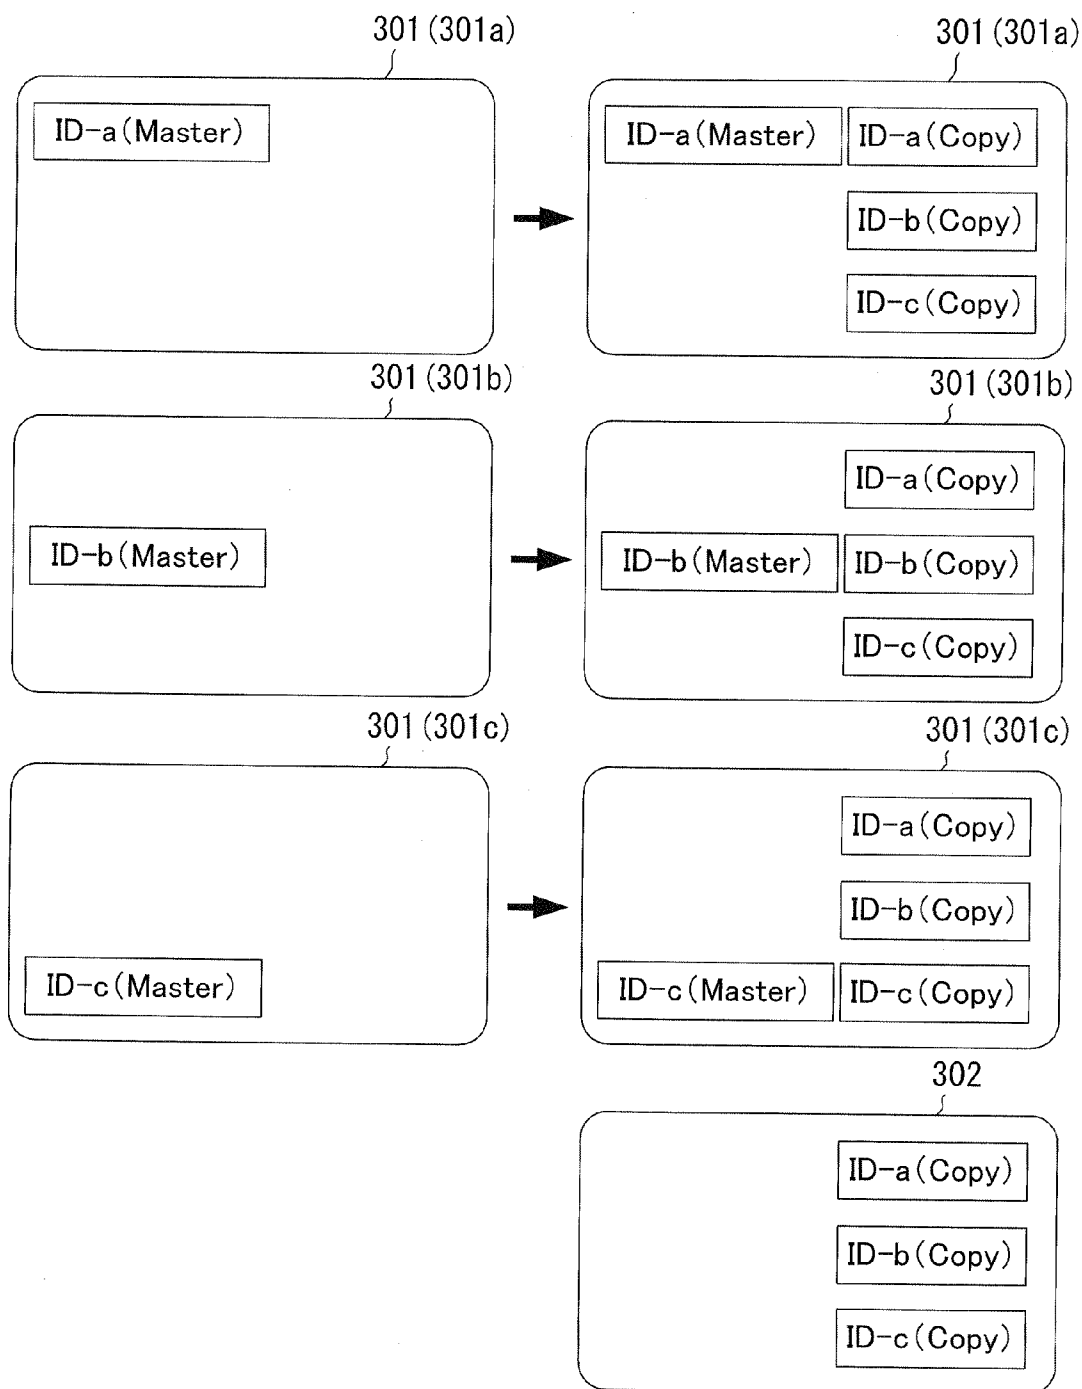 301(301a)
301(301a)
ID-a(Master)
ID-a(Master)
ID-a(Copy)
ID-b(Copy)
ID-c(Copy)
301(301b)
301(301b)
ID-a(Copy)
ID-b(Master)
ID-b(Master)
ID-b(Copy)
ID-c(Copy)
301(301c)
301(301c)
ID-a(Copy)
ID-b(Copy)
ID-c(Master)
ID-c(Master)
ID-c(Copy)
302
ID-a(Copy)
ID-b(Copy)
ID-c(Copy)